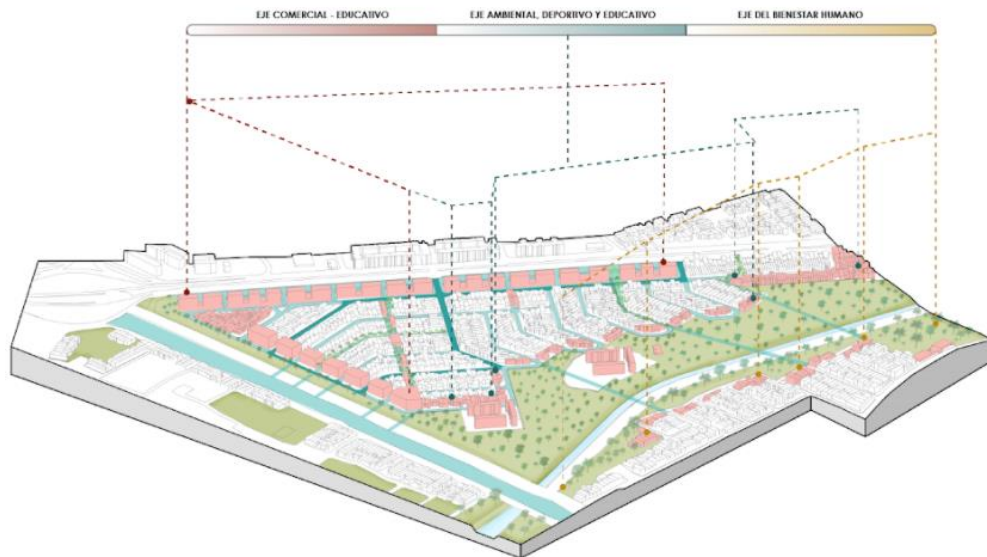 EJE COMERCIAL - EDUCATIVO
EJE AMBIENTAL, DEPORTIVO Y EDUCATIVO
EJE DEL BIENESTAR HUMANO